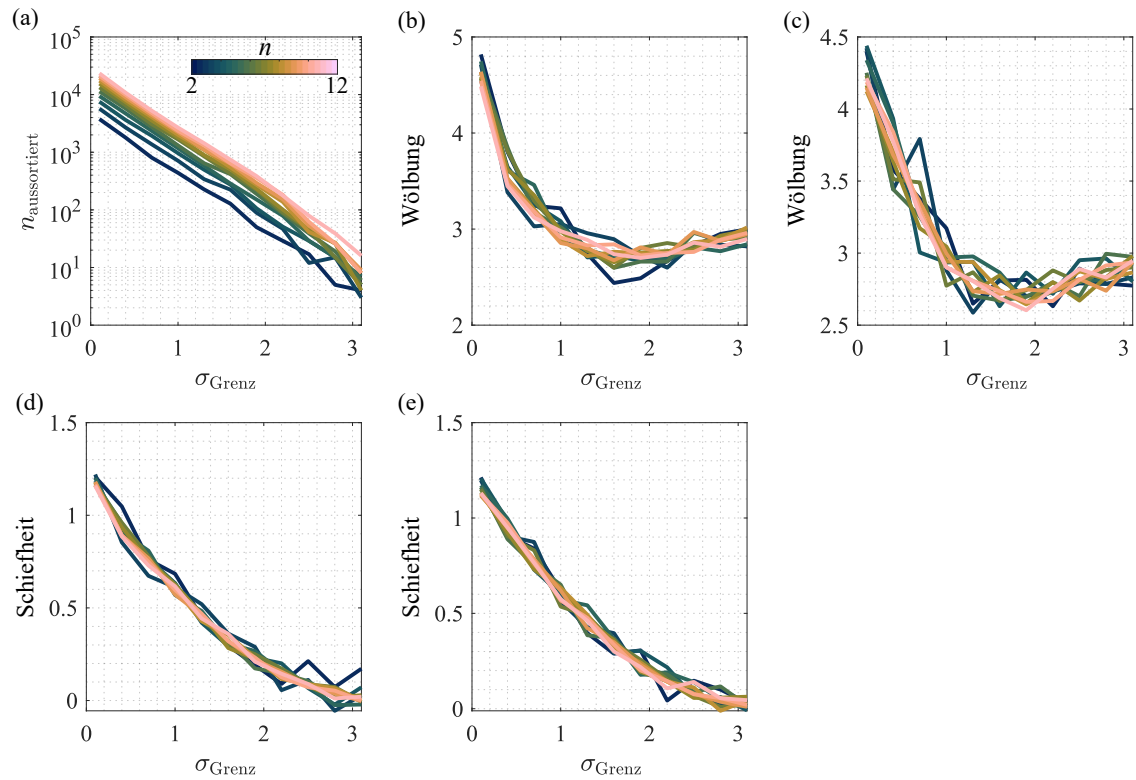 (a)
10^5
10^4
10^3
10^2
10^1
10^0
n_aussortiert
n
2
12
0
1
2
3
σ_Grenz
(b)
5
4
3
2
Wölbung
0
1
2
3
σ_Grenz
(c)
4.5
4
3.5
3
2.5
Wölbung
0
1
2
3
σ_Grenz
(d)
1.5
1
0.5
0
Schiefheit
0
1
2
3
σ_Grenz
(e)
1.5
1
0.5
0
Schiefheit
0
1
2
3
σ_Grenz